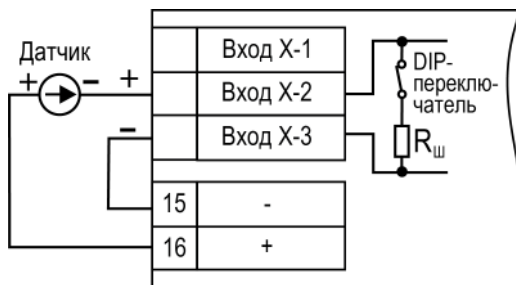 Датчик
+ - +
Вход X-1
Вход X-2
Вход X-3
-
DIP-
переклю-
чатель
Rш
15 -
16 +